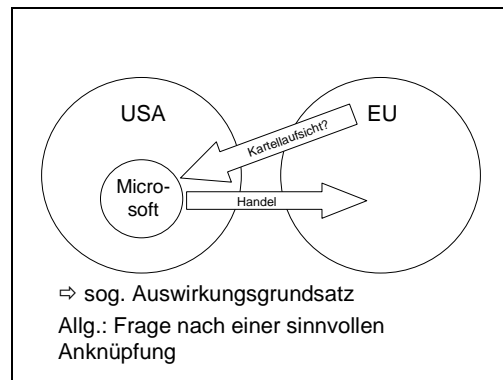 USA
EU
Kartellaufsicht?
Micro-
soft
Handel
⇨ sog. Auswirkungsgrundsatz
Allg.: Frage nach einer sinnvollen
Anknüpfung